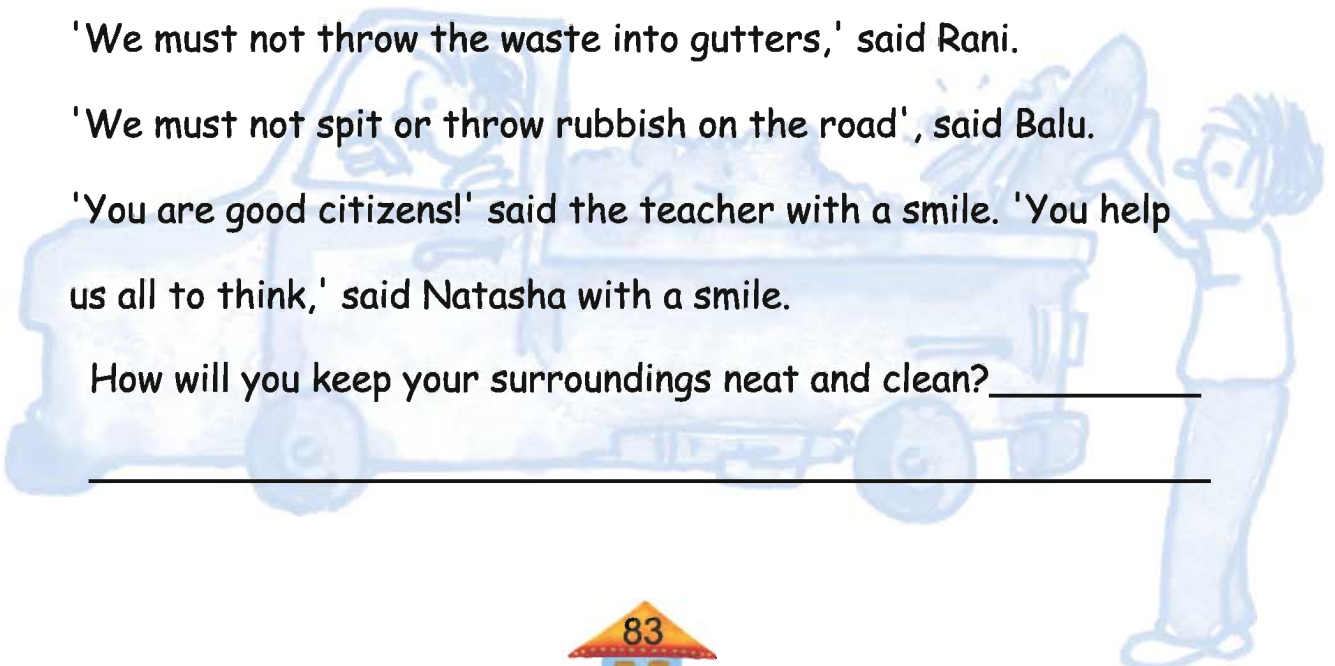 'We must not throw the waste into gutters,' said Rani.
'We must not spit or throw rubbish on the road', said Balu.
'You are good citizens!' said the teacher with a smile. 'You help
us all to think,' said Natasha with a smile.
How will you keep your surroundings neat and clean?__________
____________________________________________________
83